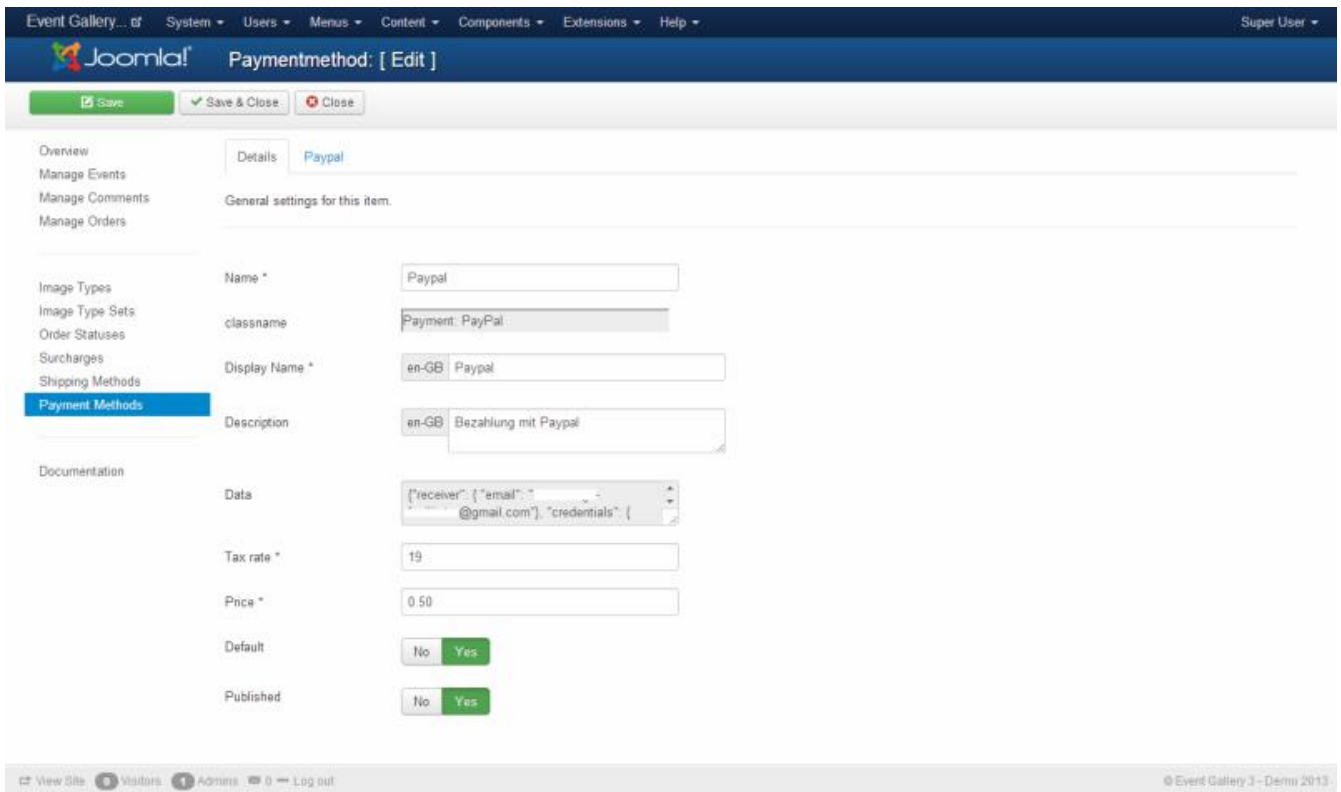 Event Gallery... System Users Menus Content Components Extensions Help Super User
Joomla! Paymentmethod: [ Edit ]
Save Save & Close Close
Overview
Manage Events
Manage Comments
Manage Orders
Image Types
Image Type Sets
Order Statuses
Surcharges
Shipping Methods
Payment Methods
Documentation
Details Paypal
General settings for this item.
Name * Paypal
classname Payment: PayPal
Display Name * en-GB Paypal
Description en-GB Bezahlung mit Paypal
Data {"receiver": { "email": "
@gmail.com"}, "credentials": {
Tax rate * 19
Price * 0.50
Default No Yes
Published No Yes
View Site Visitors 1 Admins 0 Log out © Event Gallery 3 - Demo 2013